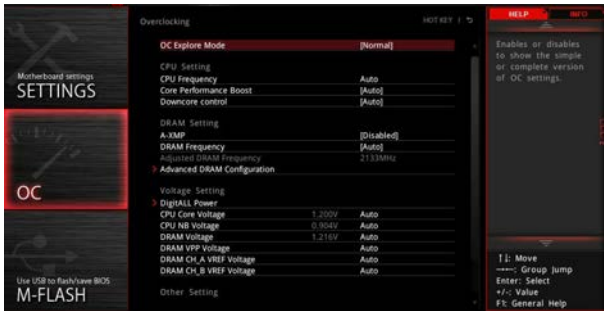 Overclocking
HOT KEY
HELP
INFO
Motherboard settings
SETTINGS
OC
Use USB to flash/save BIOS
M-FLASH
OC Explore Mode [Normal]
CPU Setting
CPU Frequency Auto
Core Performance Boost [Auto]
Downcore control [Auto]
DRAM Setting
A-XMP [Disabled]
DRAM Frequency [Auto]
Adjusted DRAM Frequency 2133MHz
Advanced DRAM Configuration
Voltage Setting
DigitALL Power
CPU Core Voltage 1.200V Auto
CPU NB Voltage 0.904V Auto
DRAM Voltage 1.216V Auto
DRAM VPP Voltage Auto
DRAM CH_A VREF Voltage Auto
DRAM CH_B VREF Voltage Auto
Other Setting
Enables or disables
to show the simple
or complete version
of OC settings.
↑↓: Move
: Group Jump
Enter: Select
+/-: Value
F1: General Help